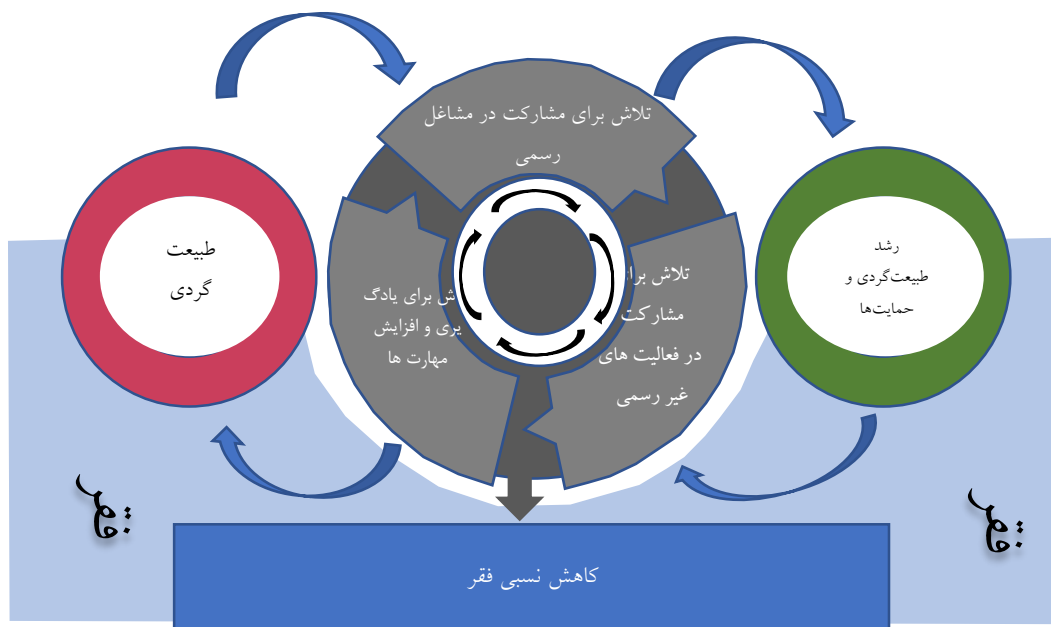 تلاش برای مشارکت در مشاغل
رسمی
رشد
طبیعت‌گردی و
حمایت‌ها
طبیعت
گردی
تلاش
مشارکت
در فعالیت های
غیر رسمی
برای یادگ
یری و افزایش
مهارت ها
فقر
فقر
کاهش نسبی فقر